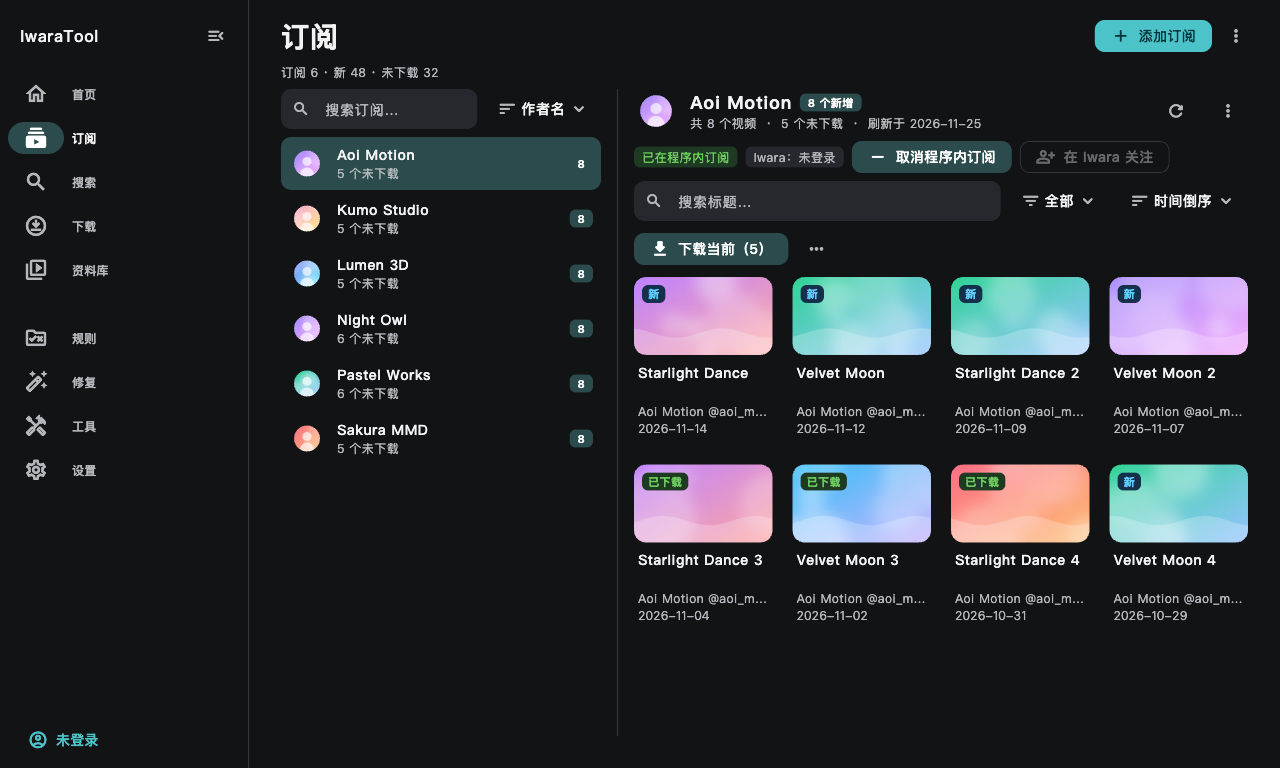 IwaraTool
首页
订阅
搜索
下载
资料库
规则
修复
工具
设置
未登录
订阅
添加订阅
订阅 6 · 新 48 · 未下载 32
搜索订阅...
作者名
Aoi Motion
5 个未下载
8
Kumo Studio
5 个未下载
8
Lumen 3D
5 个未下载
8
Night Owl
6 个未下载
8
Pastel Works
6 个未下载
8
Sakura MMD
5 个未下载
8
Aoi Motion 8 个新增
共 8 个视频 · 5 个未下载 · 刷新于 2026-11-25
已在程序内订阅 Iwara: 未登录 取消程序内订阅 在 Iwara 关注
搜索标题... 全部 时间倒序
下载当前（5）
新 新 新 新
Starlight Dance Velvet Moon Starlight Dance 2 Velvet Moon 2
Aoi Motion @aoi_m... Aoi Motion @aoi_m... Aoi Motion @aoi_m... Aoi Motion @aoi_m...
2026-11-14 2026-11-12 2026-11-09 2026-11-07
已下载 已下载 已下载 新
Starlight Dance 3 Velvet Moon 3 Starlight Dance 4 Velvet Moon 4
Aoi Motion @aoi_m... Aoi Motion @aoi_m... Aoi Motion @aoi_m... Aoi Motion @aoi_m...
2026-11-04 2026-11-02 2026-10-31 2026-10-29